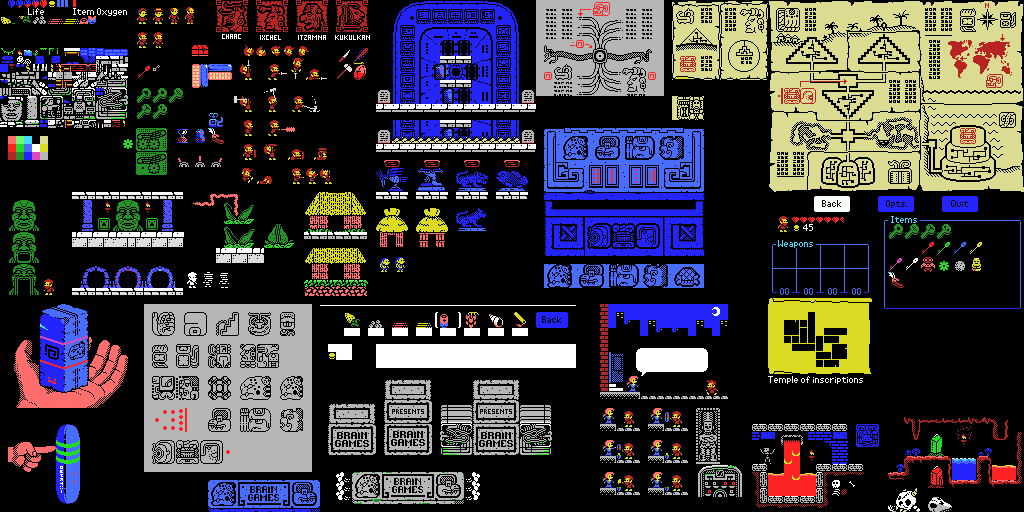 Life Item Oxygen
CHAAC IXCHEL ITZAMNA KUKULKAN
N
Back Opts. Quit
45
Items
Weapons
00 00 00 00
Back
Temple of inscriptions
PRESENTS
PRESENTS
BRAIN GAMES
BRAIN GAMES
BRAIN GAMES
BRAIN GAMES
BRAIN GAMES